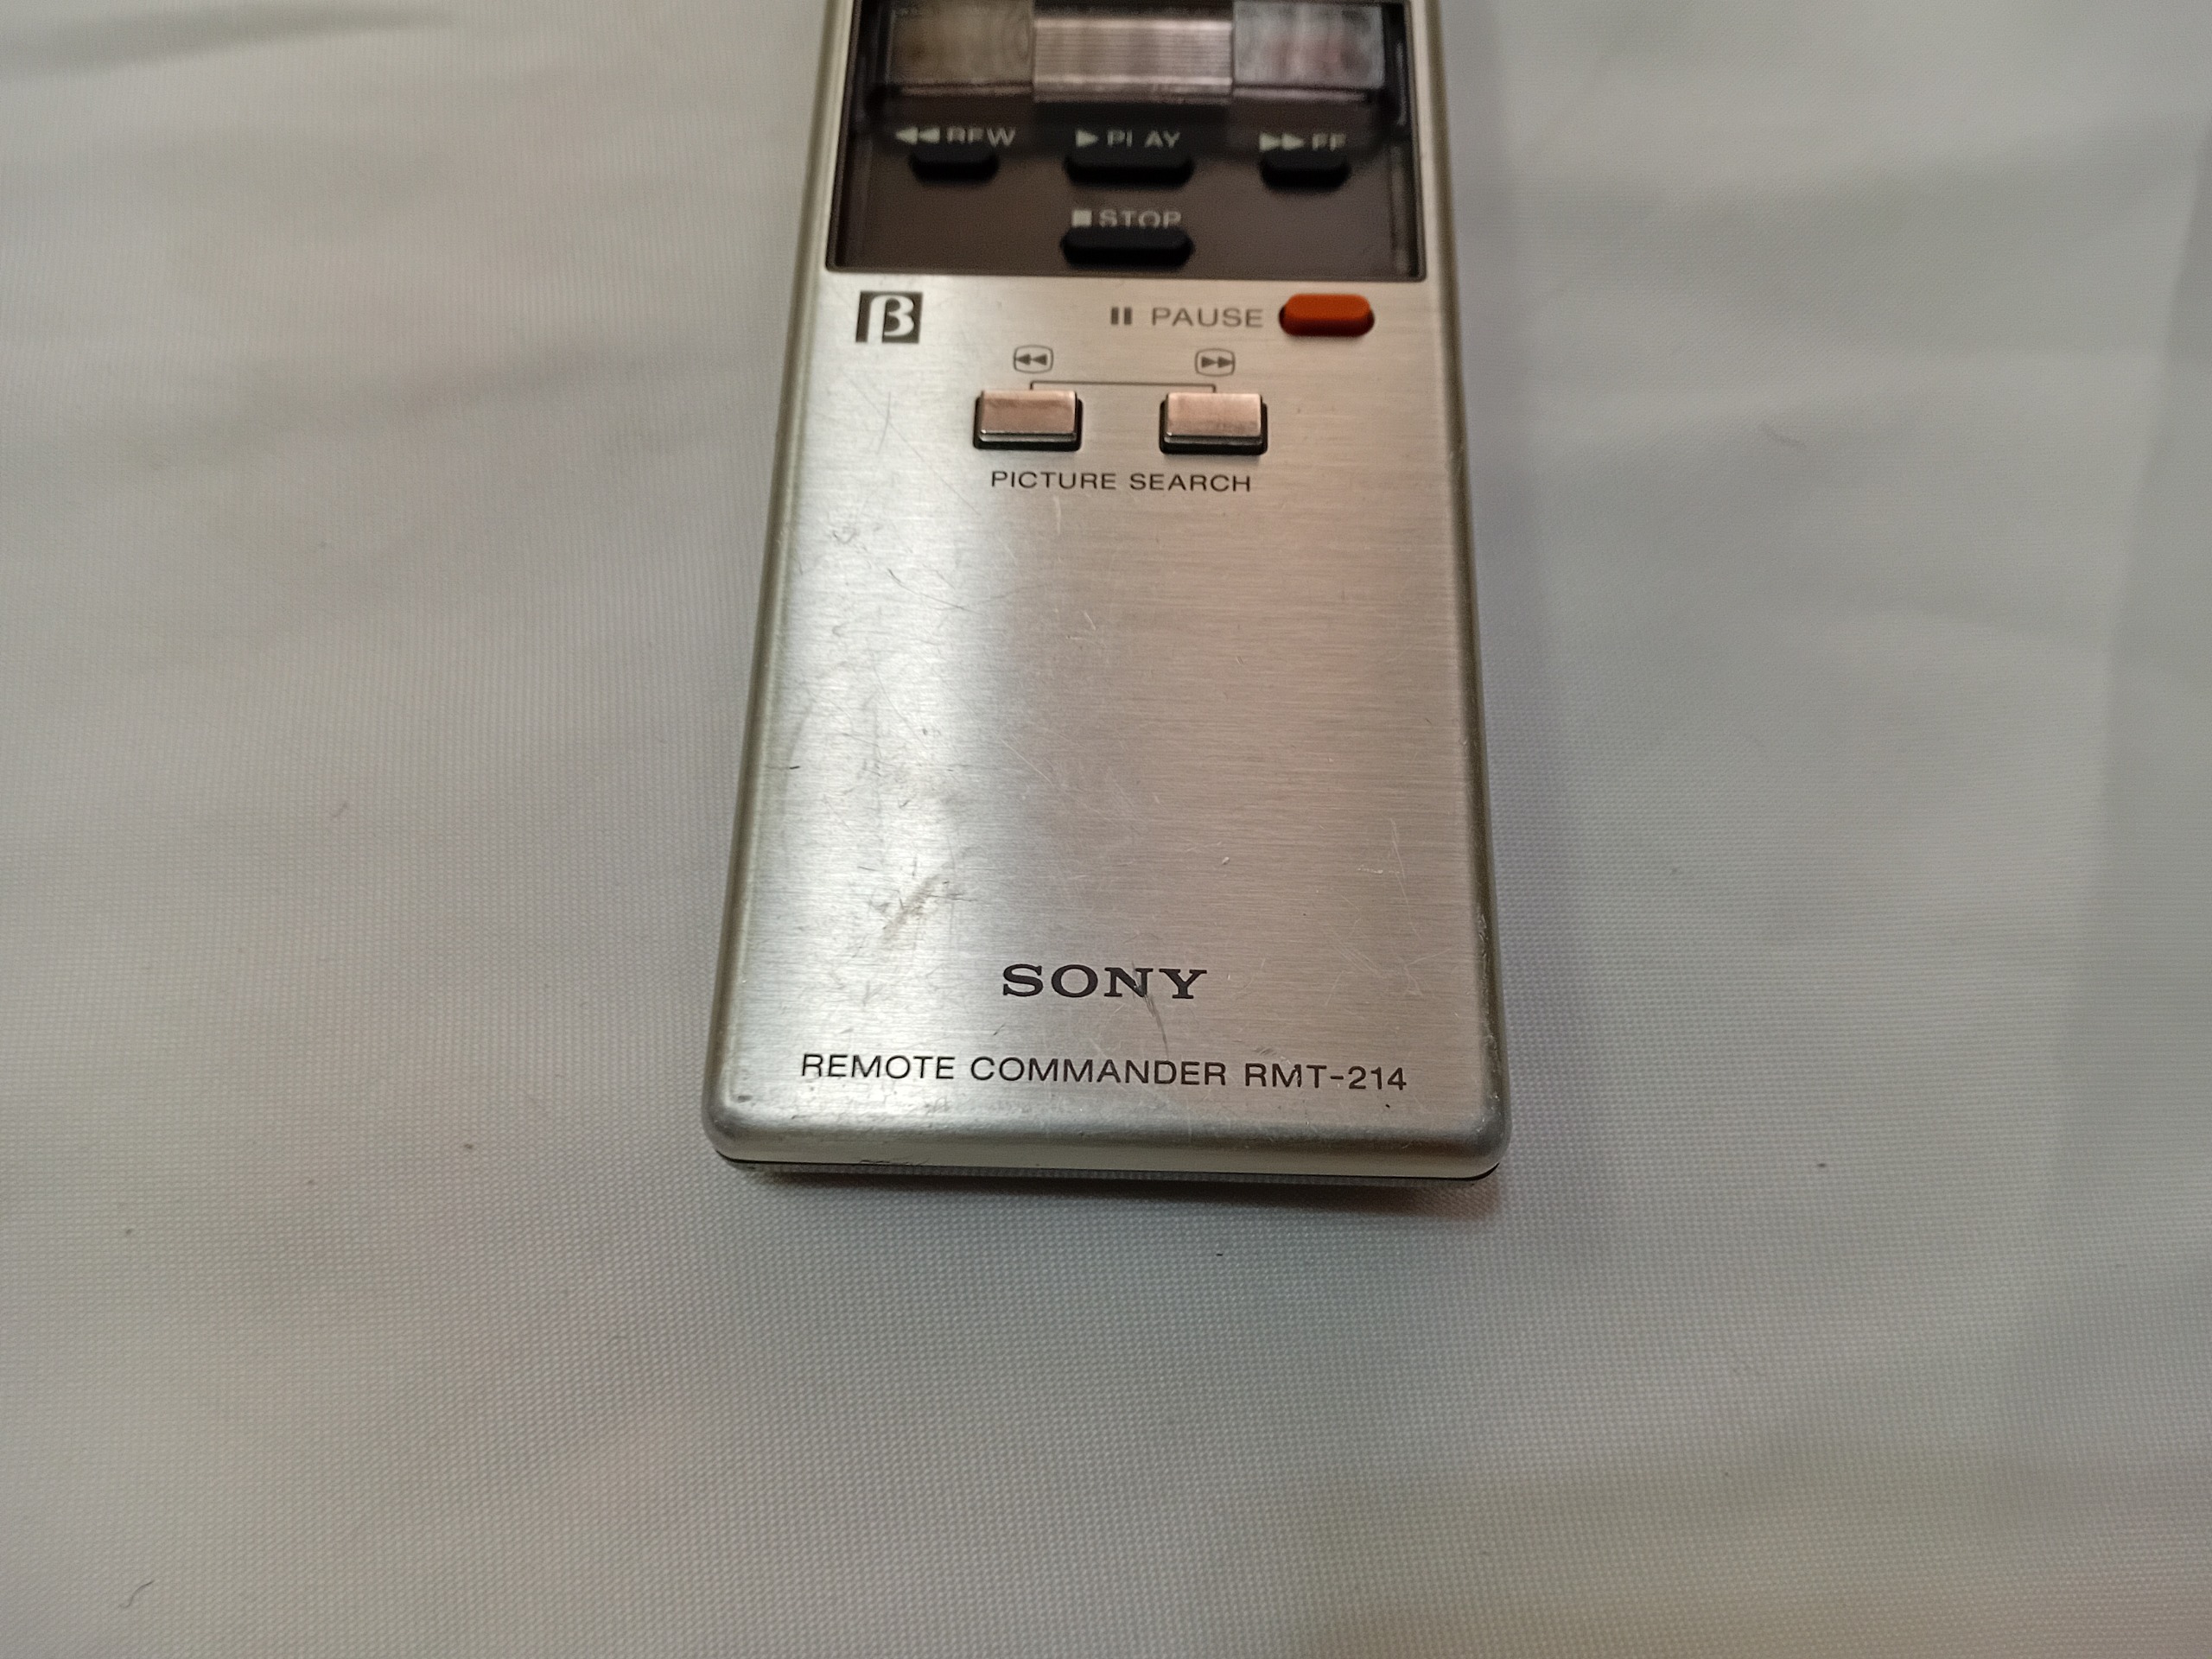 ◀◀ REW ▶ PLAY ▶▶ FF
■ STOP
β II PAUSE
PICTURE SEARCH
SONY
REMOTE COMMANDER RMT-214